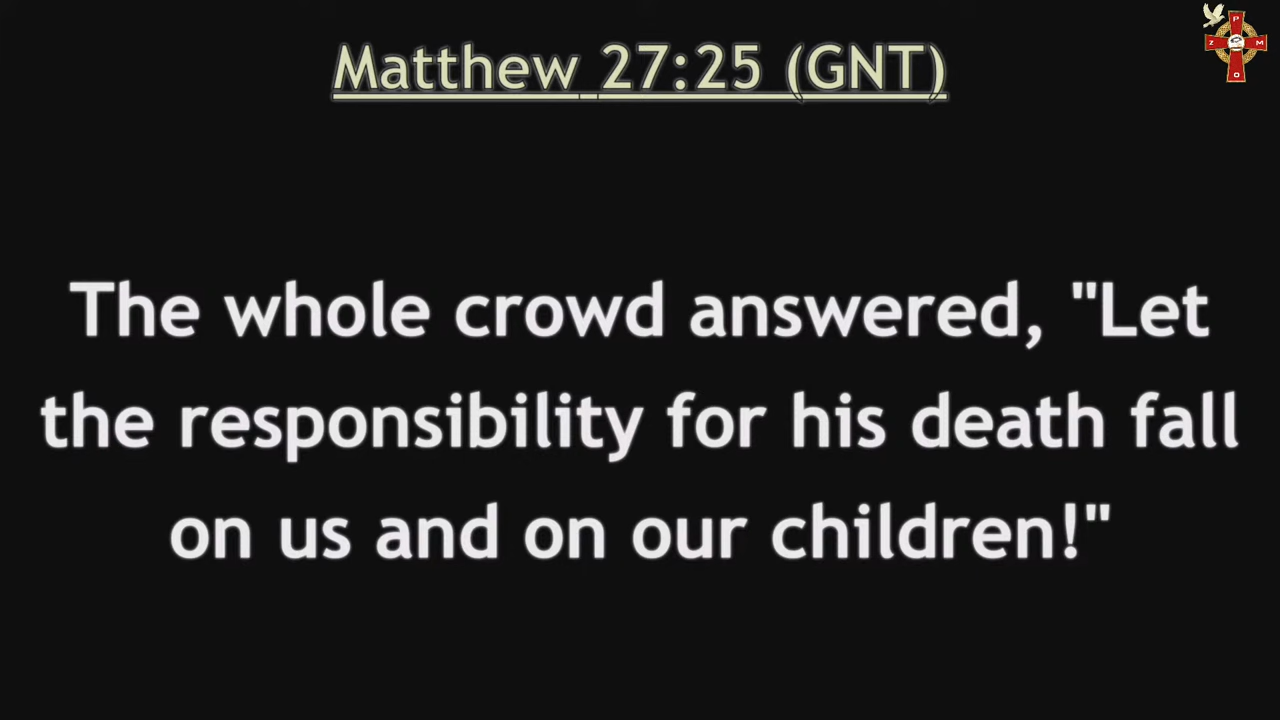 Matthew 27:25 (GNT)
P
Z M
O
The whole crowd answered, "Let
the responsibility for his death fall
on us and on our children!"